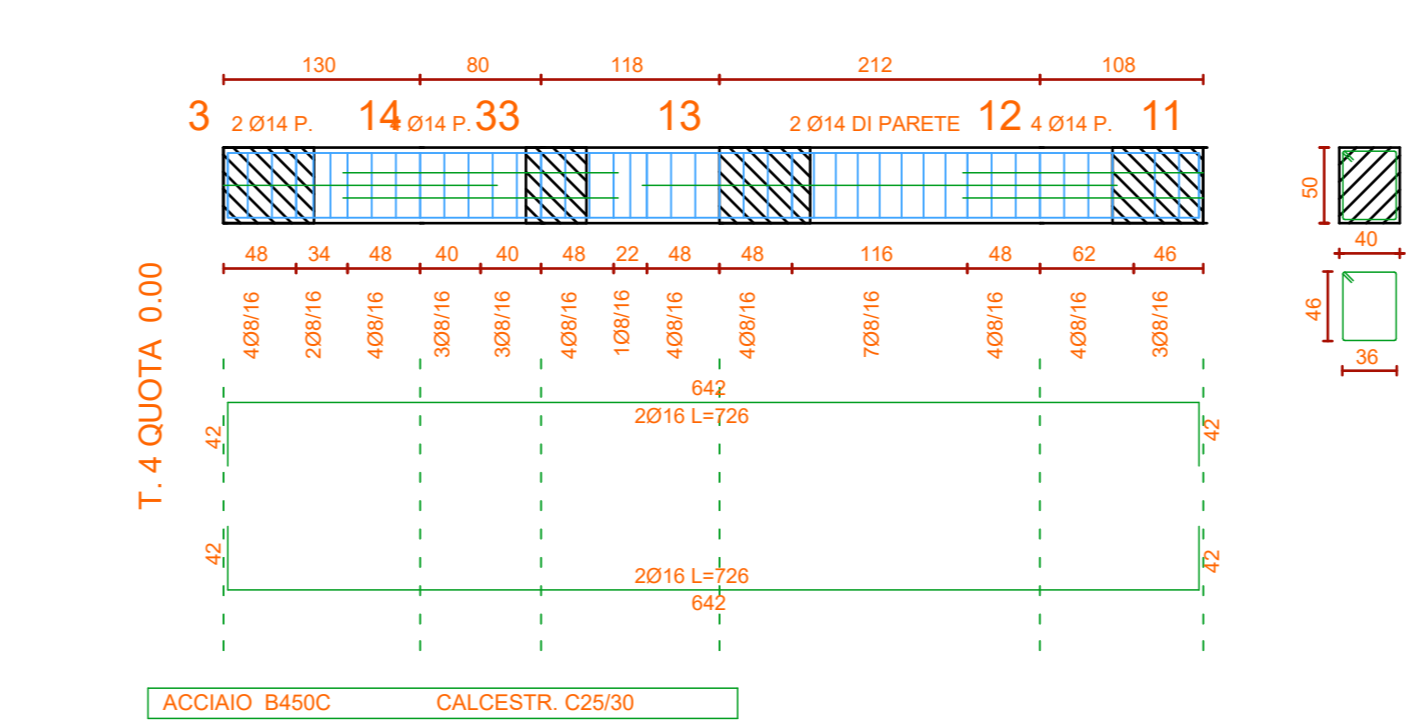 130 80 118 212 108
3 14 33 13 12 11
2 Ø14 P. 4 Ø14 P. 2 Ø14 DI PARETE 4 Ø14 P.
50
40
48 34 48 40 40 48 22 48 48 116 48 62 46
4Ø8/16 2Ø8/16 4Ø8/16 3Ø8/16 3Ø8/16 4Ø8/16 1Ø8/16 4Ø8/16 4Ø8/16 7Ø8/16 4Ø8/16 4Ø8/16 3Ø8/16
46
36
T. 4 QUOTA 0.00
642
2Ø16 L=726
42 42
42 42
2Ø16 L=726
642
ACCIAIO B450C CALCESTR. C25/30